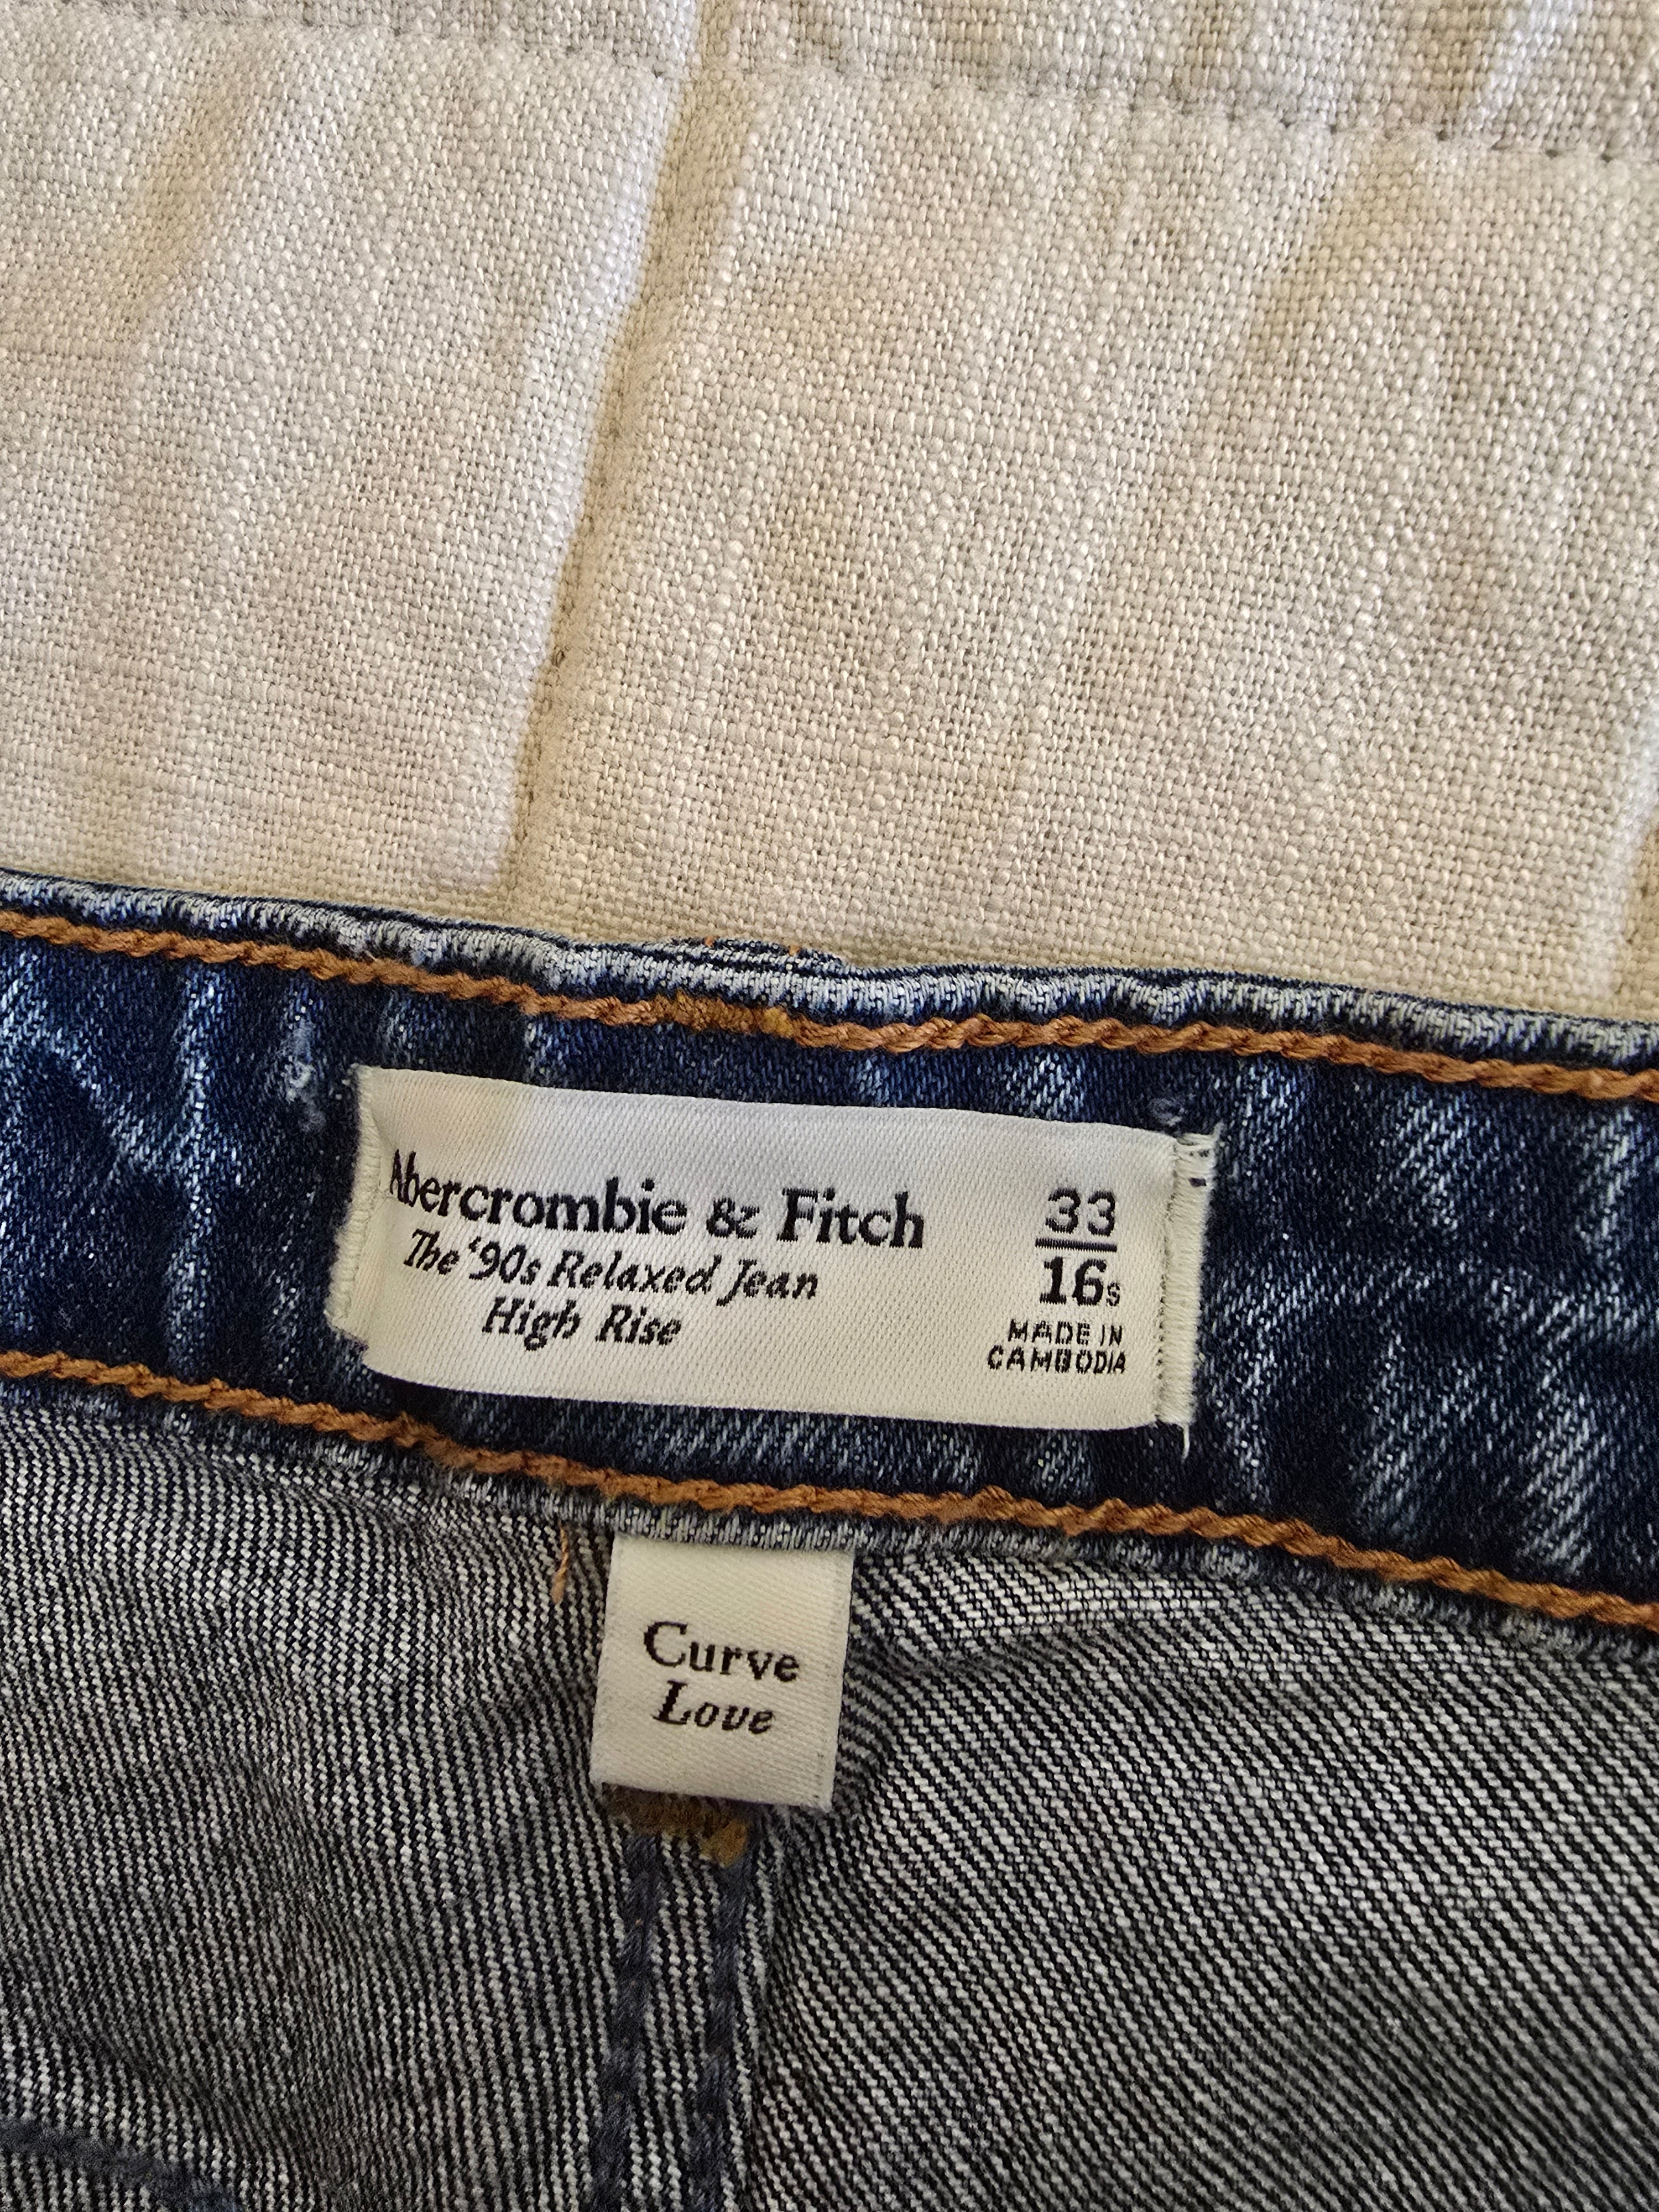 Abercrombie & Fitch
The '90s Relaxed Jean
High Rise
33
16s
MADE IN
CAMBODIA
Curve
Love